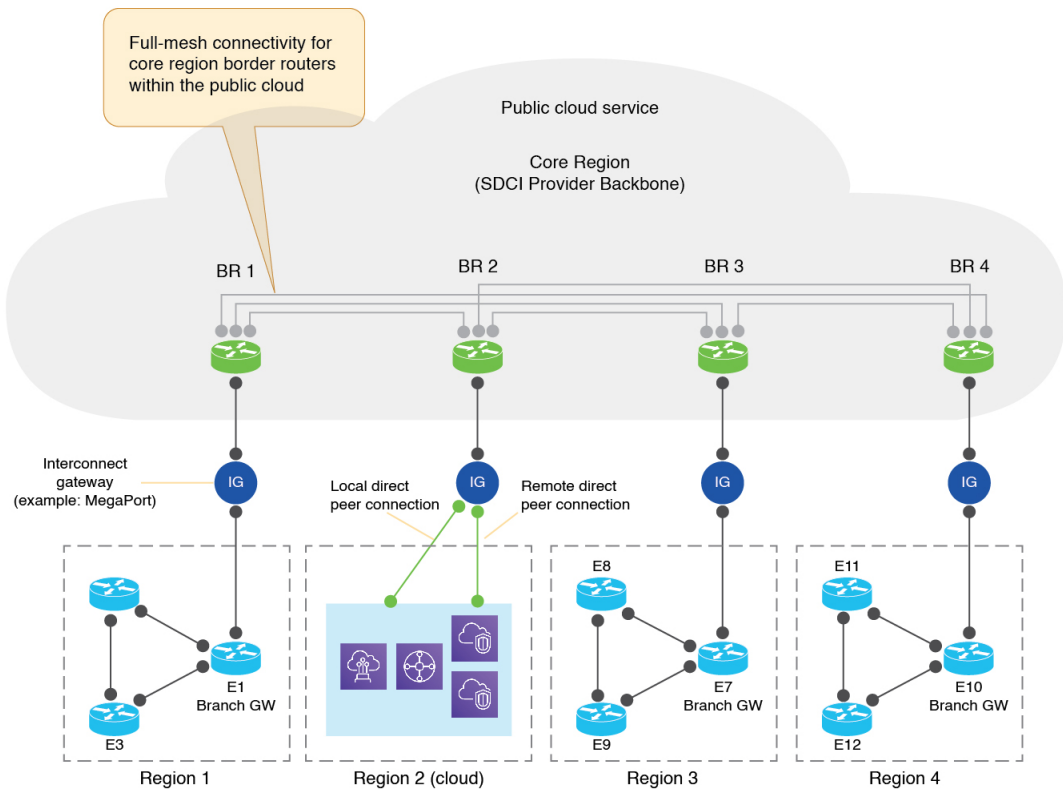 Full-mesh connectivity for
core region border routers
within the public cloud
Public cloud service
Core Region
(SDCI Provider Backbone)
BR 1
BR 2
BR 3
BR 4
Interconnect
gateway
(example: MegaPort)
IG
IG
IG
IG
Local direct
peer connection
Remote direct
peer connection
E1
Branch GW
E3
E8
E7
Branch GW
E9
E11
E10
Branch GW
E12
Region 1
Region 2 (cloud)
Region 3
Region 4